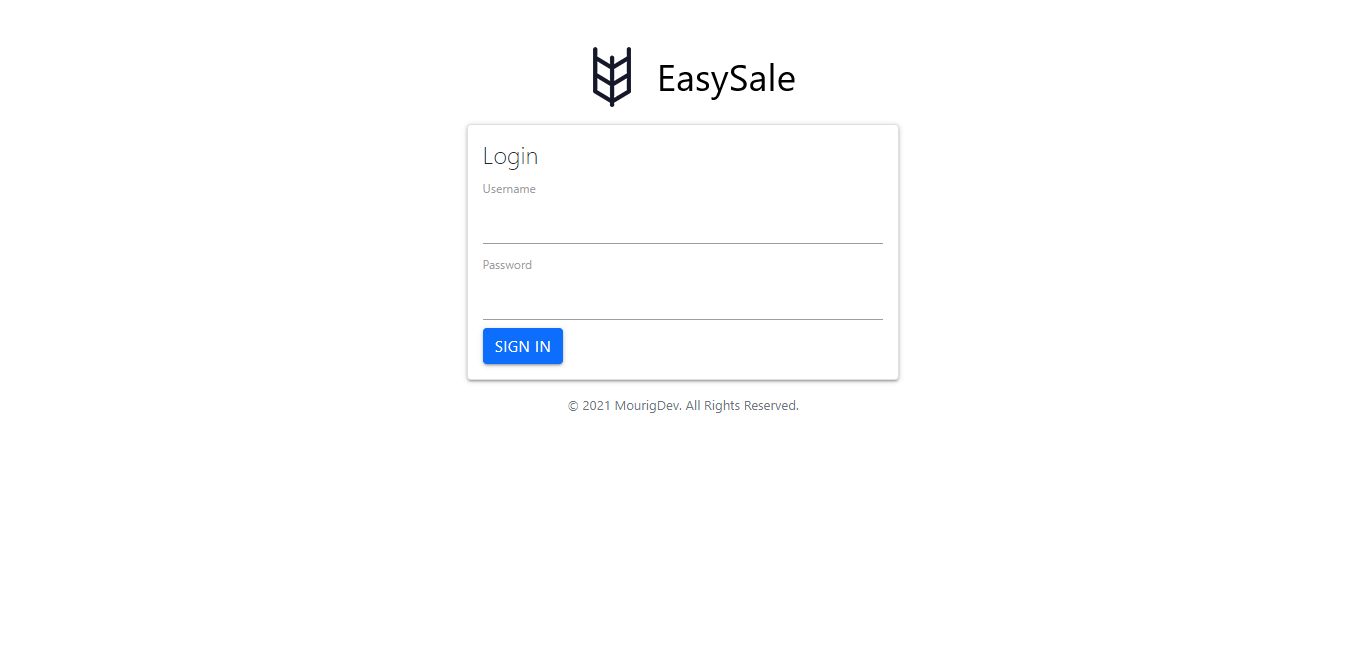 EasySale
Login
Username
Password
SIGN IN
© 2021 MourigDev. All Rights Reserved.